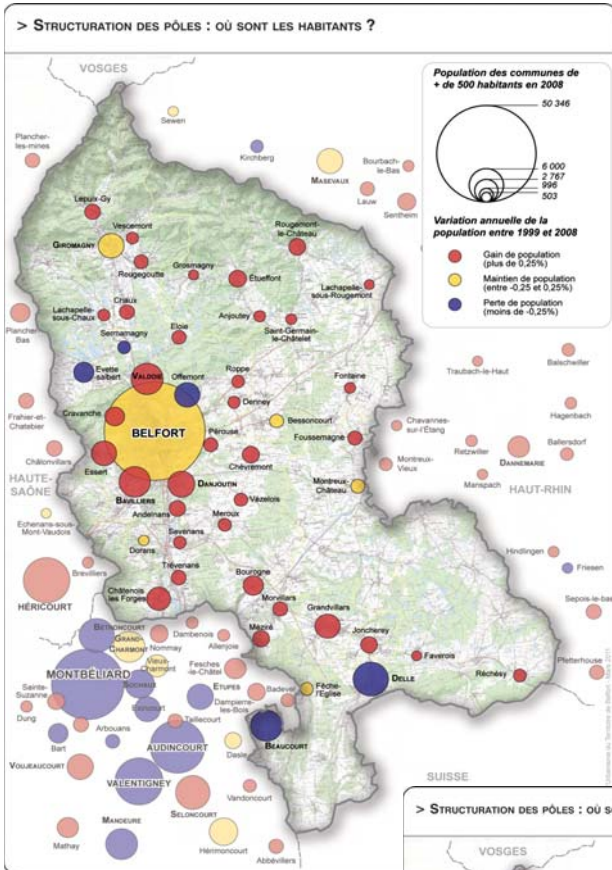 > STRUCTURATION DES PÔLES : OÙ SONT LES HABITANTS ?
VOSGES
Population des communes de
+ de 500 habitants en 2008
50 346
6 000
2 767
996
503
Variation annuelle de la
population entre 1999 et 2008
Gain de population
(plus de 0,25%)
Maintien de population
(entre -0,25 et 0,25%)
Perte de population
(moins de -0,25%)
Sewen
Plancher-
les-mines
Kirchberg
MASEVAUX
Bourbach-
le-Bas
Lauw
Sentheim
Lepuix-Gy
Vescemont
GIROMAGNY
Rougegoutte
Rougemont-
le-Château
Grosmagny
Étueffont
Lachapelle-
sous-Rougemont
Plancher-
Bas
Lachapelle-
sous-Chaux
Chaux
Sermamagny
Eloie
Anjoutey
Saint-Germain-
le-Châtelet
Evette
salbert
VALDOIE
Offemont
Roppe
Fontaine
Traubach-le-Haut
Balschwiller
Frahier-et-
Chatebier
Cravanche
Denney
Bessoncourt
BELFORT
Pérouse
Foussemagne
Chavannes-
sur-l'Étang
Hagenbach
Châlonvillars
Essert
Chèvremont
Montreux-
Vieux
Retzwiller
DANNEMARIE
Ballersdorf
Manspach
HAUTE-
SAÔNE
BAVILLIERS
DANJOUTIN
Montreux-
Château
HAUT-RHIN
Echenans-sous-
Mont-Vaudois
Andelnans
Vézelois
Meroux
Sevenans
Dorans
Hindlingen
Friesen
Brevilliers
Trévenans
HÉRICOURT
Châtenois
les Forges
Bourogne
Morvillars
Grandvillars
Seppois-le-bas
BETHONCOURT
GRAND-
CHARMONT
Dambenois
Nommay
Allenjoie
Méziré
Joncherey
Faverois
Réchésy
Pfetterhouse
Vieux-
Charmont
Fesches-
le-Châtel
MONTBÉLIARD
SOCHAUX
ETUPES
Badevel
Fêche-
l'Eglise
DELLE
Sainte-
Suzanne
Exincourt
Dampierre-
les-Bois
Dung
Taillecourt
Arbouans
Bart
AUDINCOURT
BEAUCOURT
Dasle
VOUJEAUCOURT
VALENTIGNEY
Vandoncourt
SUISSE
SELONCOURT
MANDEURE
Mathay
Hérimoncourt
Abbévillers
> STRUCTURATION DES PÔLES : OÙ S
VOSGES